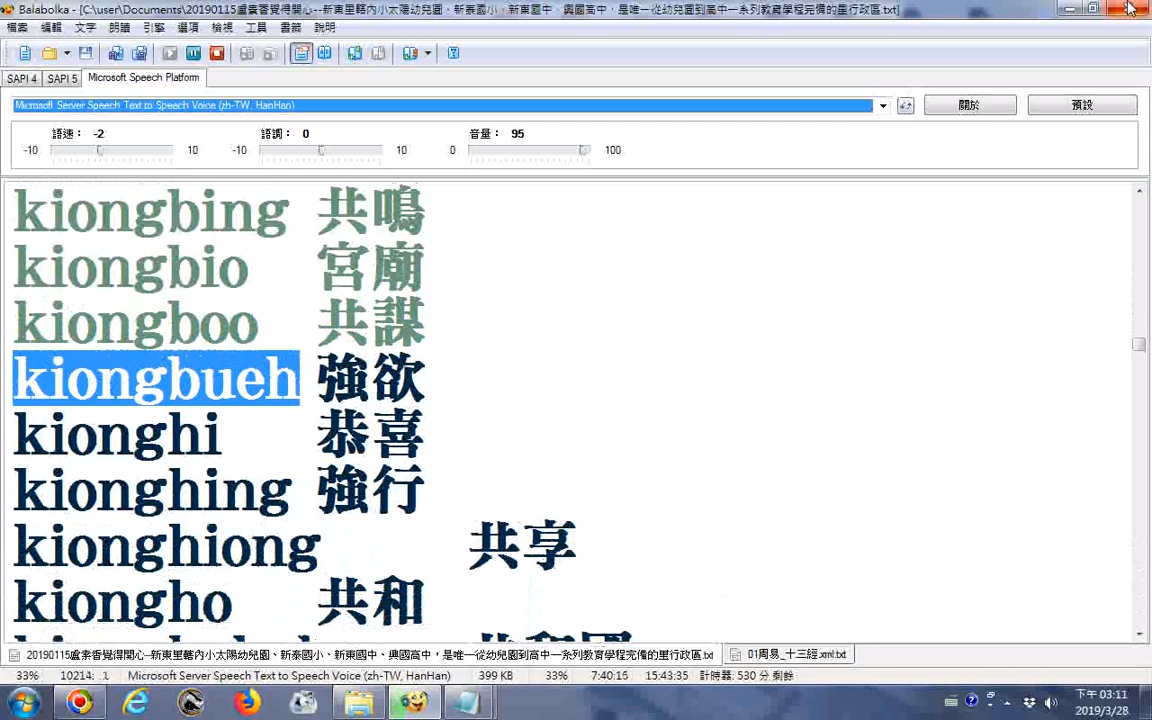 Balabolka - [C:\user\Documents\20190115盧素香覺得開心--新東里轄內小太陽幼兒園、新泰國小、新東國中、興國高中，是唯一從幼兒園到高中一系列教育學程完備的里行政區.txt]
檔案 編輯 文字 朗讀 引擎 選項 檢視 工具 書籤 說明
SAPI 4 SAPI 5 Microsoft Speech Platform
Microsoft Server Speech Text to Speech Voice (zh-TW, HanHan) 關於 預設
語速： -2 語調： 0 音量： 95
-10 10 -10 10 0 100
kiongbing 共鳴
kiongbio 宮廟
kiongboo 共謀
kiongbueh 強欲
kionghi 恭喜
kionghing 強行
kionghiong 共享
kiongho 共和
20190115盧素香覺得開心--新東里轄內小太陽幼兒園、新泰國小、新東國中、興國高中，是唯一從幼兒園到高中一系列教育學程完備的里行政區.txt 01周易_十三經.xml.txt
33% 10214: 1 Microsoft Server Speech Text to Speech Voice (zh-TW, HanHan) 399 KB 33% 7:40:15 15:43:35 計時器: 530 分 剩餘
下午 03:11
2019/3/28